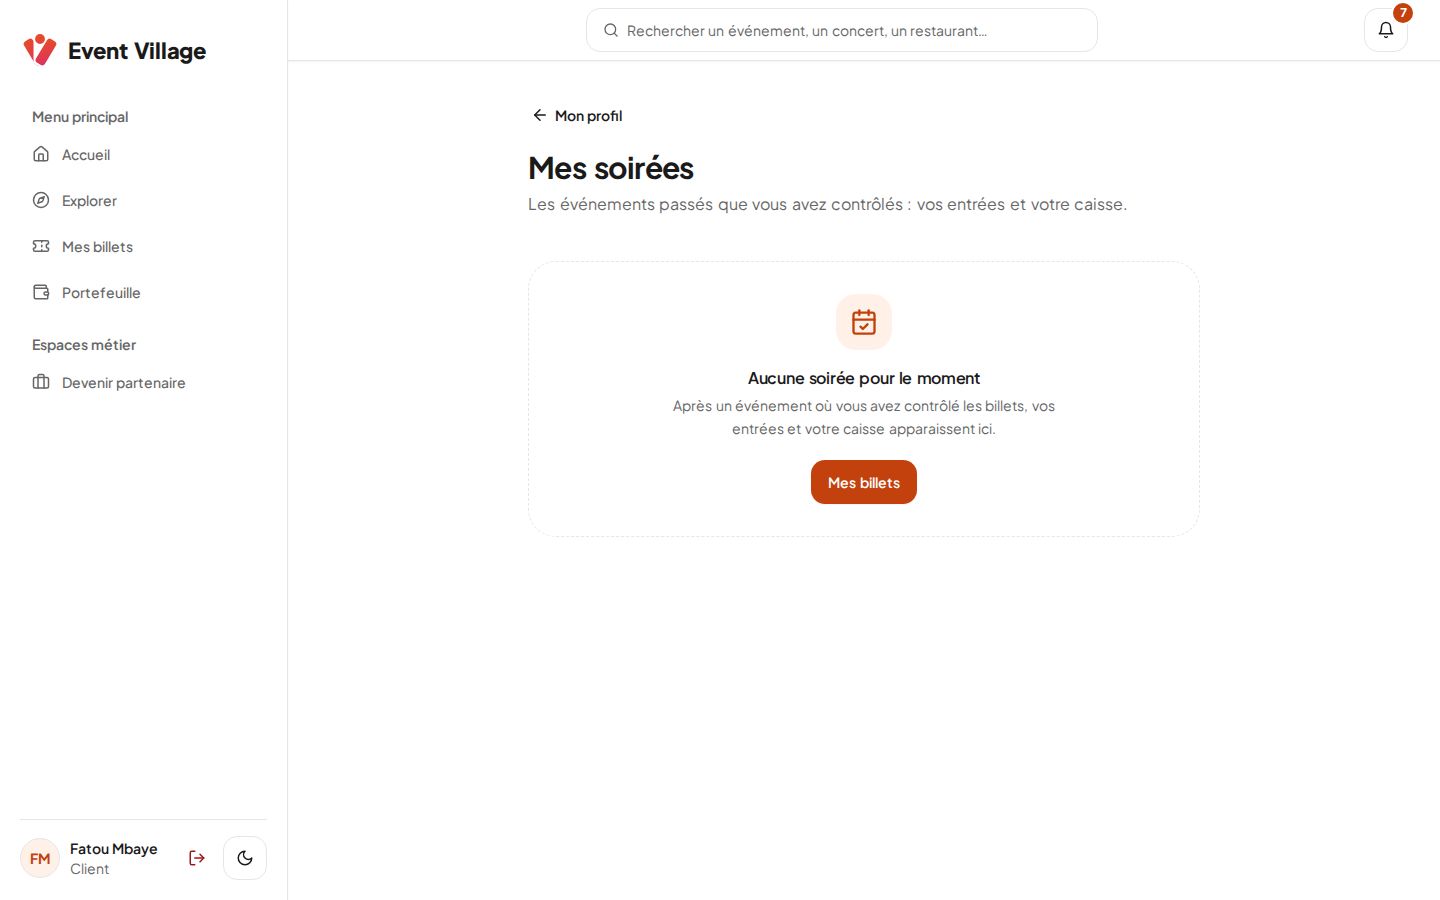 Event Village
Menu principal
Accueil
Explorer
Mes billets
Portefeuille
Espaces métier
Devenir partenaire
FM
Fatou Mbaye
Client
Rechercher un événement, un concert, un restaurant...
7
Mon profil
Mes soirées
Les événements passés que vous avez contrôlés : vos entrées et votre caisse.
Aucune soirée pour le moment
Après un événement où vous avez contrôlé les billets, vos
entrées et votre caisse apparaissent ici.
Mes billets